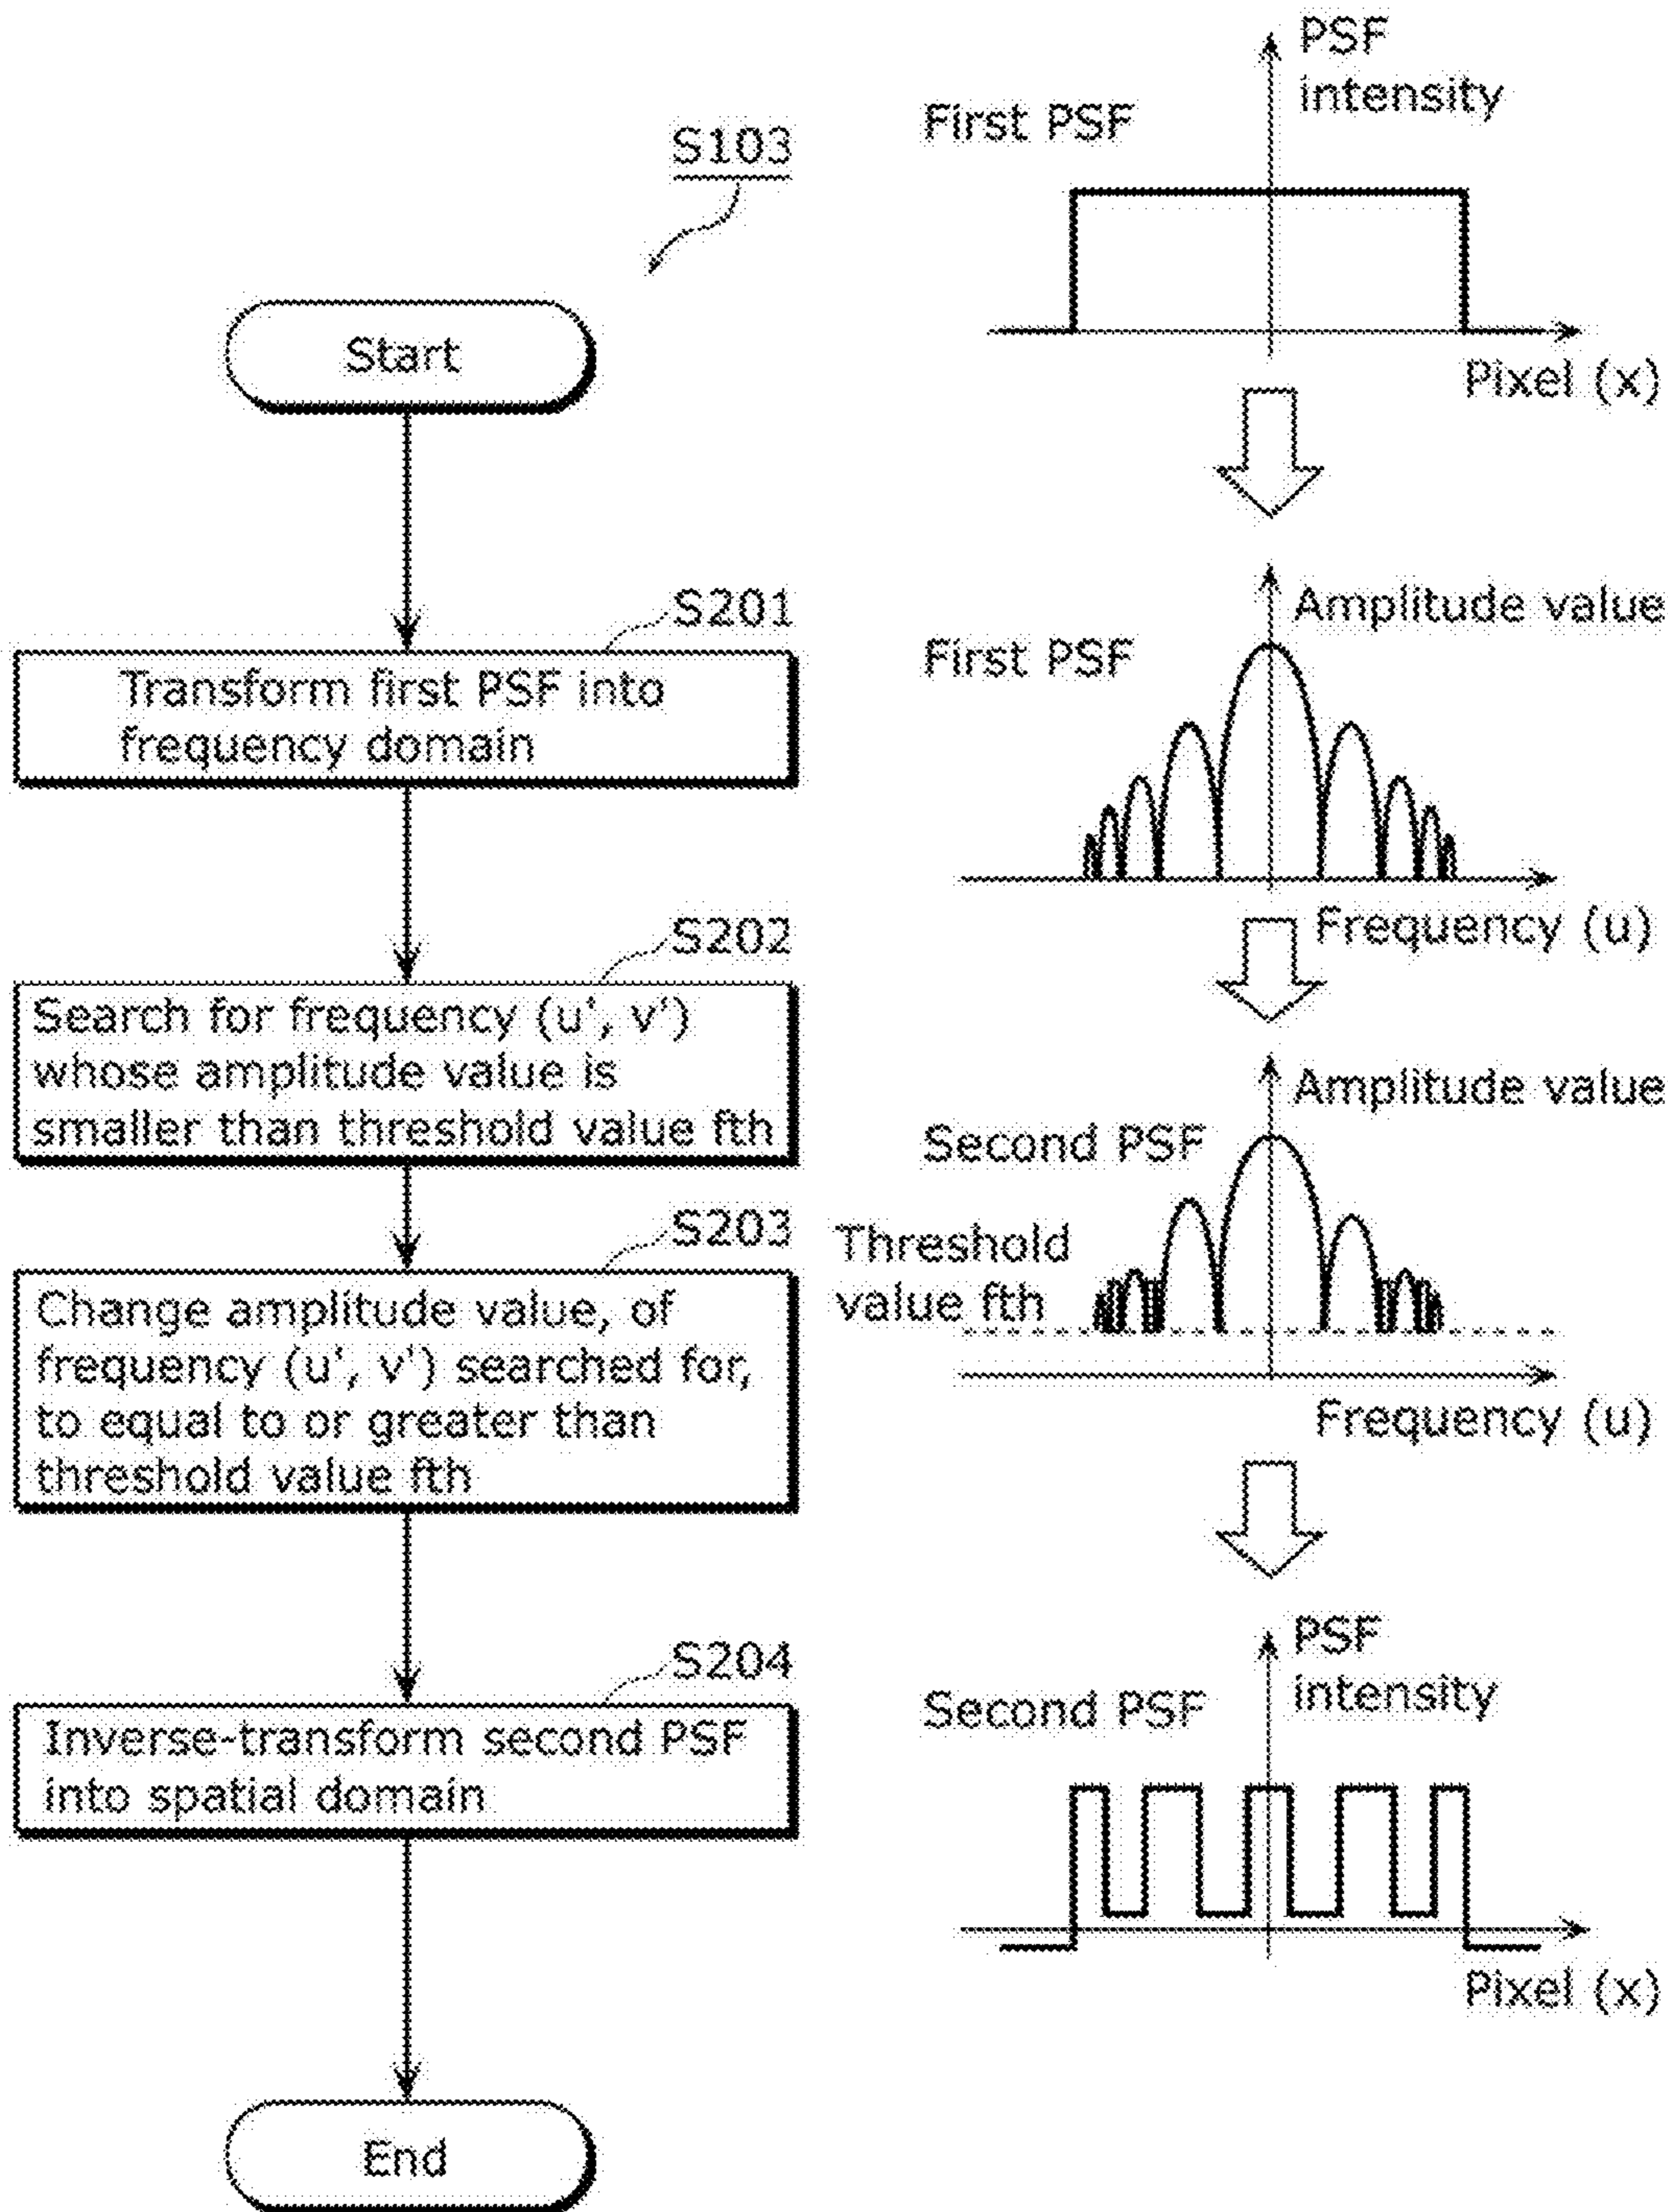 S103
Start
S201
Transform first PSF into
frequency domain
S202
Search for frequency (u', v')
whose amplitude value is
smaller than threshold value fth
S203
Change amplitude value, of
frequency (u', v') searched for,
to equal to or greater than
threshold value fth
S204
Inverse-transform second PSF
into spatial domain
End
PSF
intensity
First PSF
Pixel (x)
Amplitude value
First PSF
Frequency (u)
Amplitude value
Second PSF
Threshold
value fth
Frequency (u)
PSF
intensity
Second PSF
Pixel (x)